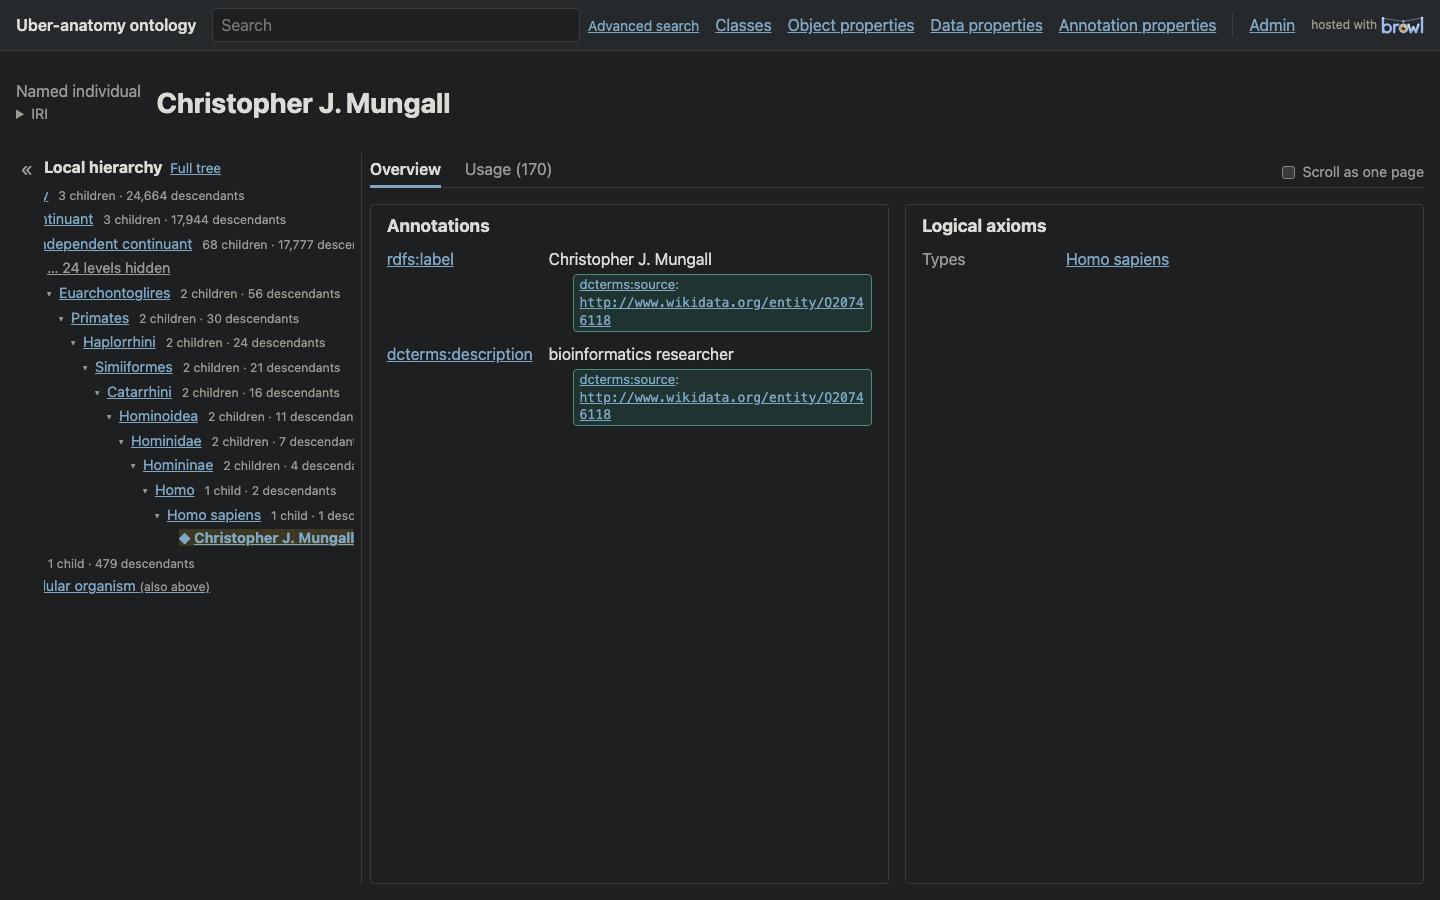 Uber-anatomy ontology
Search
Advanced search
Classes
Object properties
Data properties
Annotation properties
Admin
hosted with browl
Named individual
▶ IRI
Christopher J. Mungall
« Local hierarchy Full tree
y 3 children · 24,664 descendants
ntinuant 3 children · 17,944 descendants
ndependent continuant 68 children · 17,777 descen
... 24 levels hidden
▾ Euarchontoglires 2 children · 56 descendants
▾ Primates 2 children · 30 descendants
▾ Haplorrhini 2 children · 24 descendants
▾ Simiiformes 2 children · 21 descendants
▾ Catarrhini 2 children · 16 descendants
▾ Hominoidea 2 children · 11 descendan
▾ Hominidae 2 children · 7 descendant
▾ Homininae 2 children · 4 descenda
▾ Homo 1 child · 2 descendants
▾ Homo sapiens 1 child · 1 desc
◆ Christopher J. Mungall
1 child · 479 descendants
lular organism (also above)
Overview
Usage (170)
Scroll as one page
Annotations
rdfs:label Christopher J. Mungall
dcterms:source:
http://www.wikidata.org/entity/Q2074
6118
dcterms:description bioinformatics researcher
dcterms:source:
http://www.wikidata.org/entity/Q2074
6118
Logical axioms
Types Homo sapiens